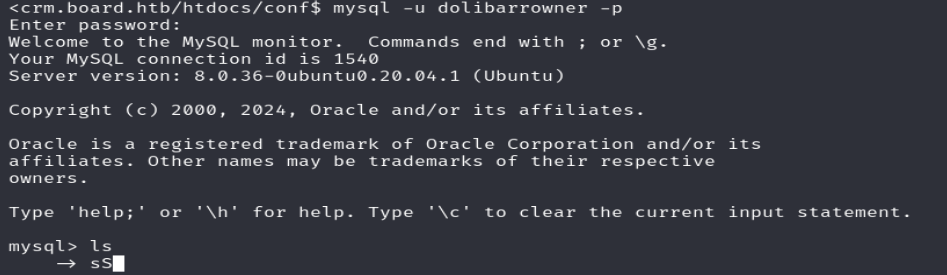 <crm.board.htb/htdocs/conf$ mysql -u dolibarrowner -p
Enter password:
Welcome to the MySQL monitor.  Commands end with ; or \g.
Your MySQL connection id is 1540
Server version: 8.0.36-0ubuntu0.20.04.1 (Ubuntu)
Copyright (c) 2000, 2024, Oracle and/or its affiliates.
Oracle is a registered trademark of Oracle Corporation and/or its
affiliates. Other names may be trademarks of their respective
owners.
Type 'help;' or '\h' for help. Type '\c' to clear the current input statement.
mysql> ls
    → sS